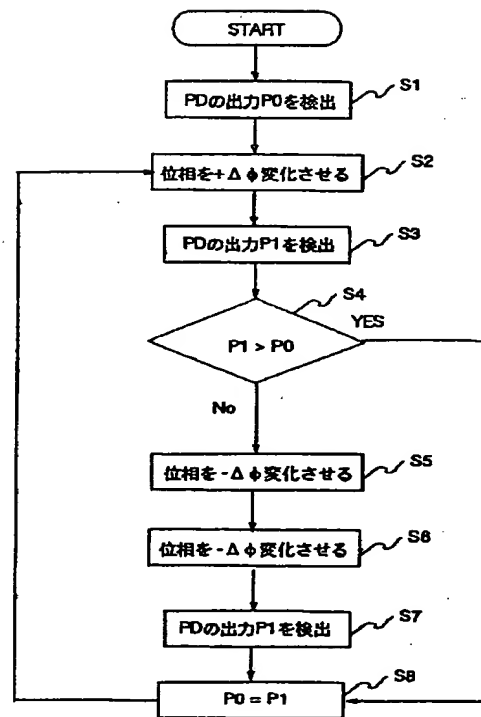 START
PDの出力P0を検出
S1
位相を+Δφ変化させる
S2
PDの出力P1を検出
S3
S4
P1 > P0
YES
No
位相を-Δφ変化させる
S5
位相を-Δφ変化させる
S6
PDの出力P1を検出
S7
P0 = P1
S8